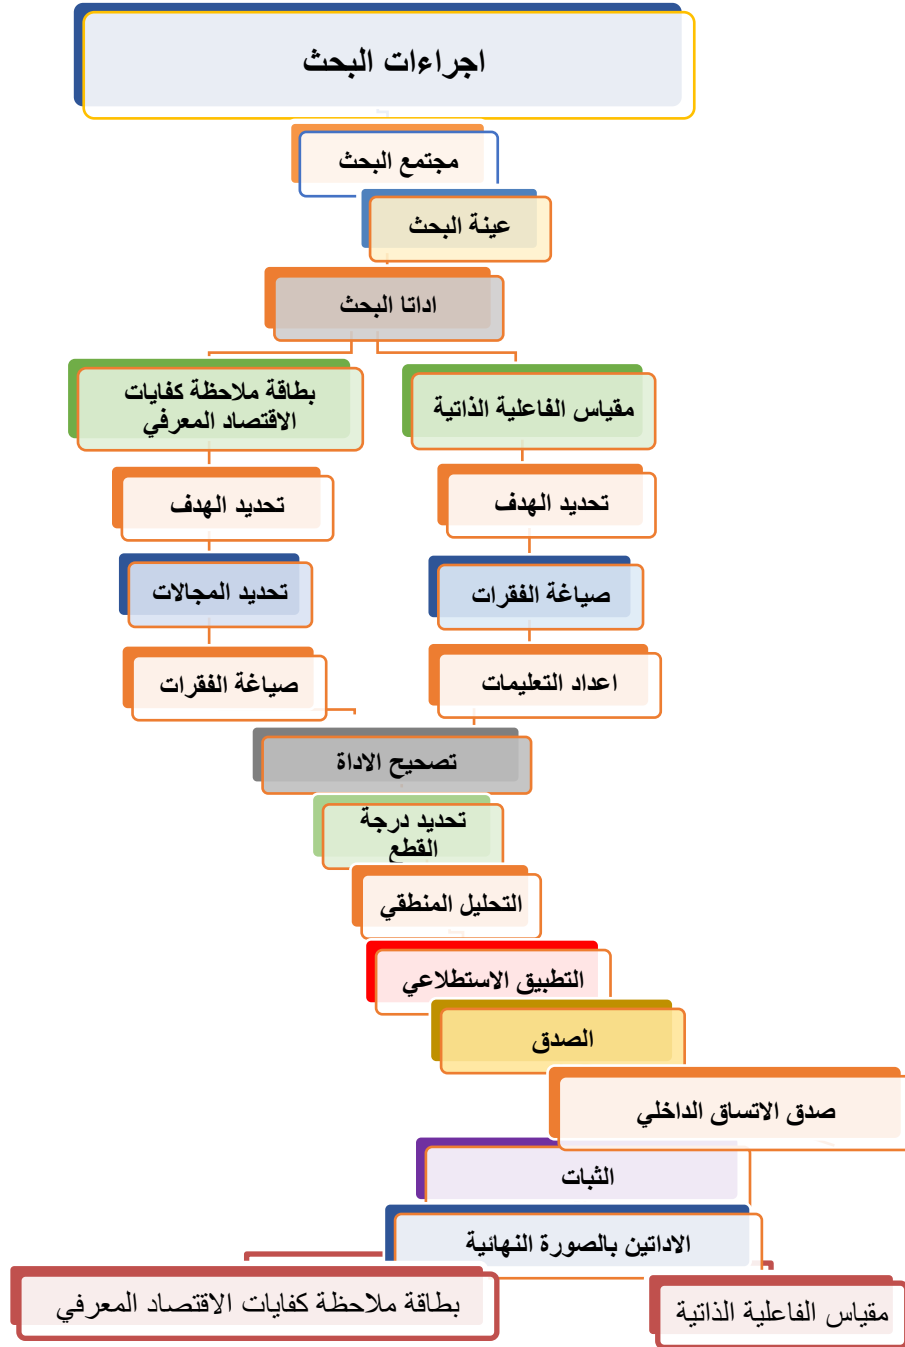 اجراءات البحث
مجتمع البحث
عينة البحث
اداتا البحث
مقياس الفاعلية الذاتية
بطاقة ملاحظة كفايات
الاقتصاد المعرفي
تحديد الهدف
تحديد الهدف
صياغة الفقرات
تحديد المجالات
اعداد التعليمات
صياغة الفقرات
تصحيح الاداة
تحديد درجة
القطع
التحليل المنطقي
التطبيق الاستطلاعي
الصدق
صدق الاتساق الداخلي
الثبات
الاداتين بالصورة النهائية
مقياس الفاعلية الذاتية
بطاقة ملاحظة كفايات الاقتصاد المعرفي